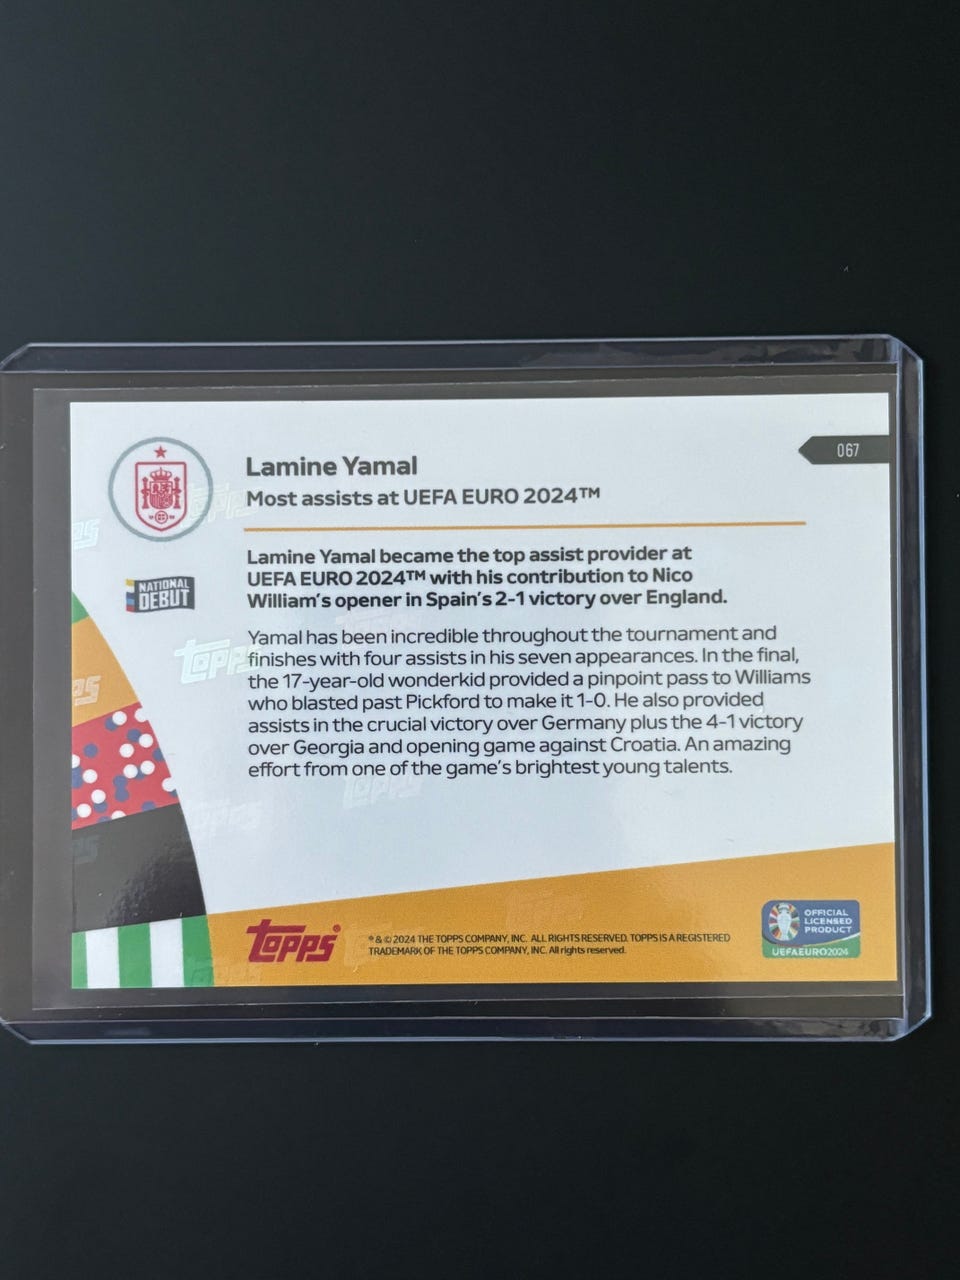 067
Lamine Yamal
Most assists at UEFA EURO 2024™
NATIONAL
DEBUT
Lamine Yamal became the top assist provider at
UEFA EURO 2024™ with his contribution to Nico
William's opener in Spain's 2-1 victory over England.
Yamal has been incredible throughout the tournament and
finishes with four assists in his seven appearances. In the final,
the 17-year-old wonderkid provided a pinpoint pass to Williams
who blasted past Pickford to make it 1-0. He also provided
assists in the crucial victory over Germany plus the 4-1 victory
over Georgia and opening game against Croatia. An amazing
effort from one of the game's brightest young talents.
Topps
Topps®
® & © 2024 THE TOPPS COMPANY, INC. ALL RIGHTS RESERVED. TOPPS IS A REGISTERED
TRADEMARK OF THE TOPPS COMPANY, INC. All rights reserved.
OFFICIAL
LICENSED
PRODUCT
UEFA EURO2024